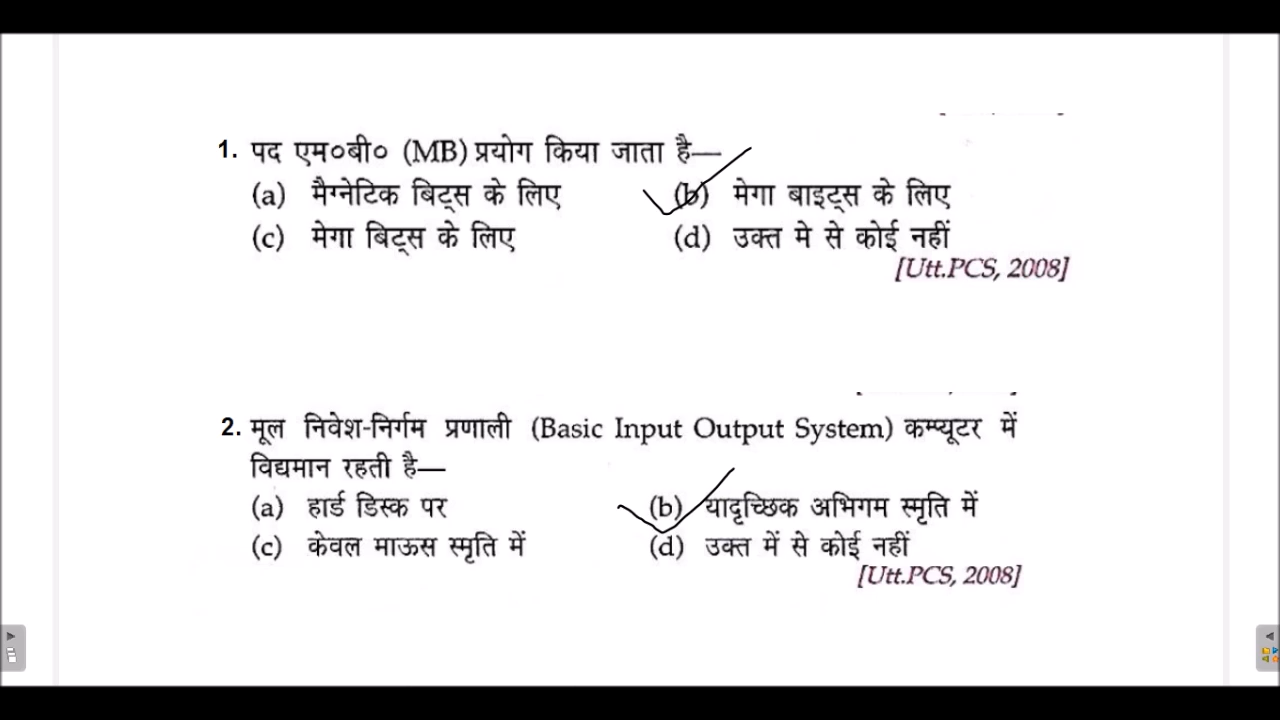 1. पद एम०बी० (MB) प्रयोग किया जाता है—
(a) मैग्नेटिक बिट्स के लिए (b) मेगा बाइट्स के लिए
(c) मेगा बिट्स के लिए (d) उक्त मे से कोई नहीं
[Utt.PCS, 2008]
2. मूल निवेश-निर्गम प्रणाली (Basic Input Output System) कम्प्यूटर में
विद्यमान रहती है—
(a) हार्ड डिस्क पर (b) यादृच्छिक अभिगम स्मृति में
(c) केवल माऊस स्मृति में (d) उक्त में से कोई नहीं
[Utt.PCS, 2008]